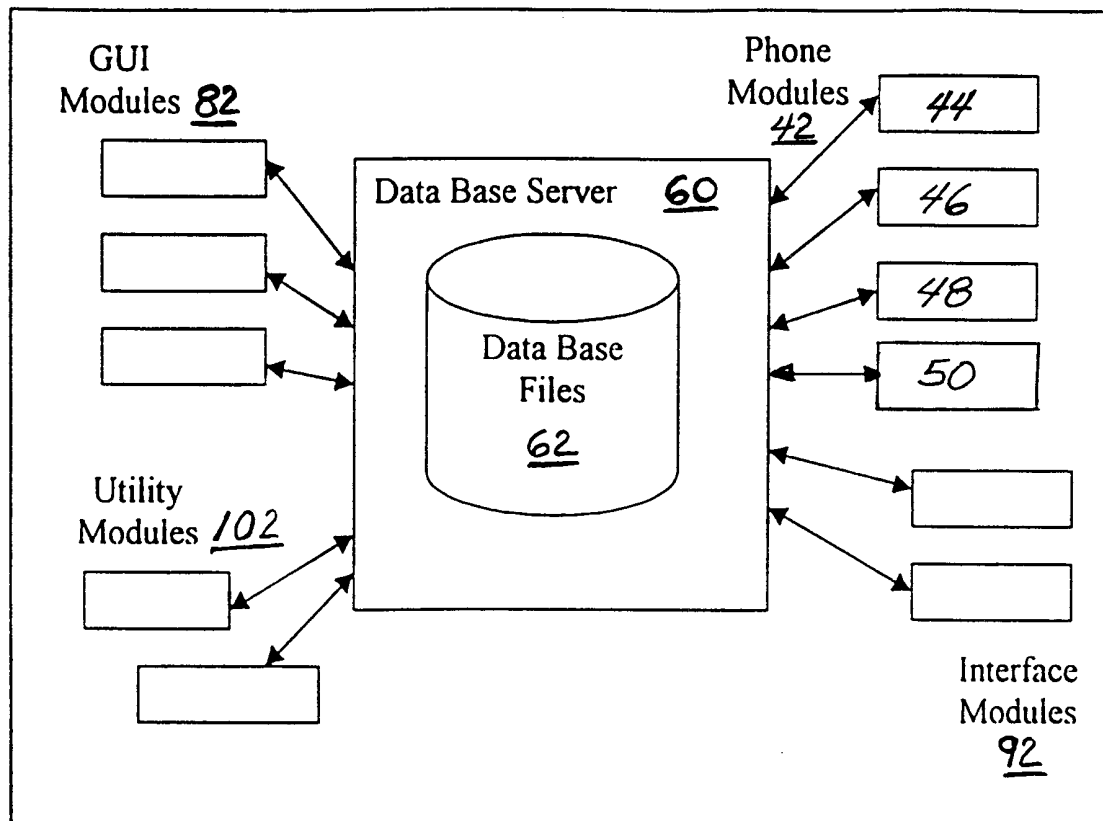 GUI
Modules 82
Phone
Modules
42
44
46
48
50
Data Base Server 60
Data Base
Files
62
Utility
Modules 102
Interface
Modules
92